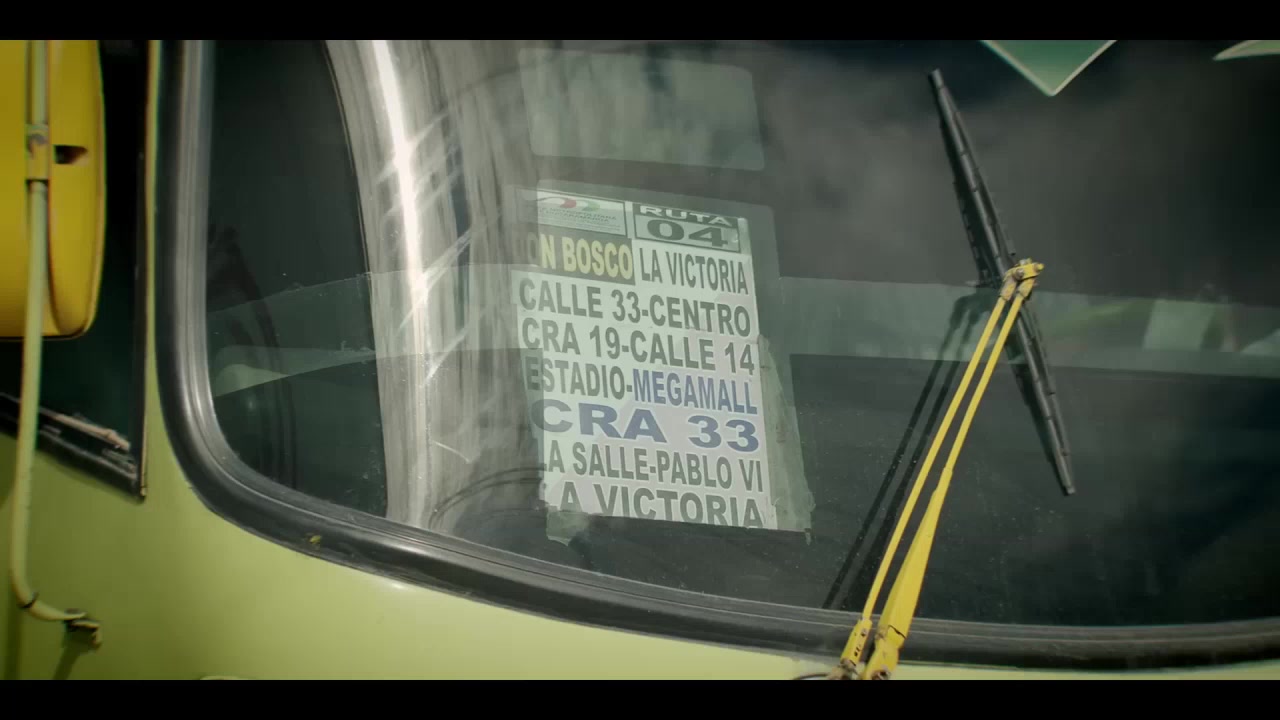 RUTA
04
ON BOSCO LA VICTORIA
CALLE 33-CENTRO
CRA 19-CALLE 14
ESTADIO-MEGAMALL
CRA 33
LA SALLE-PABLO VI
A VICTORIA